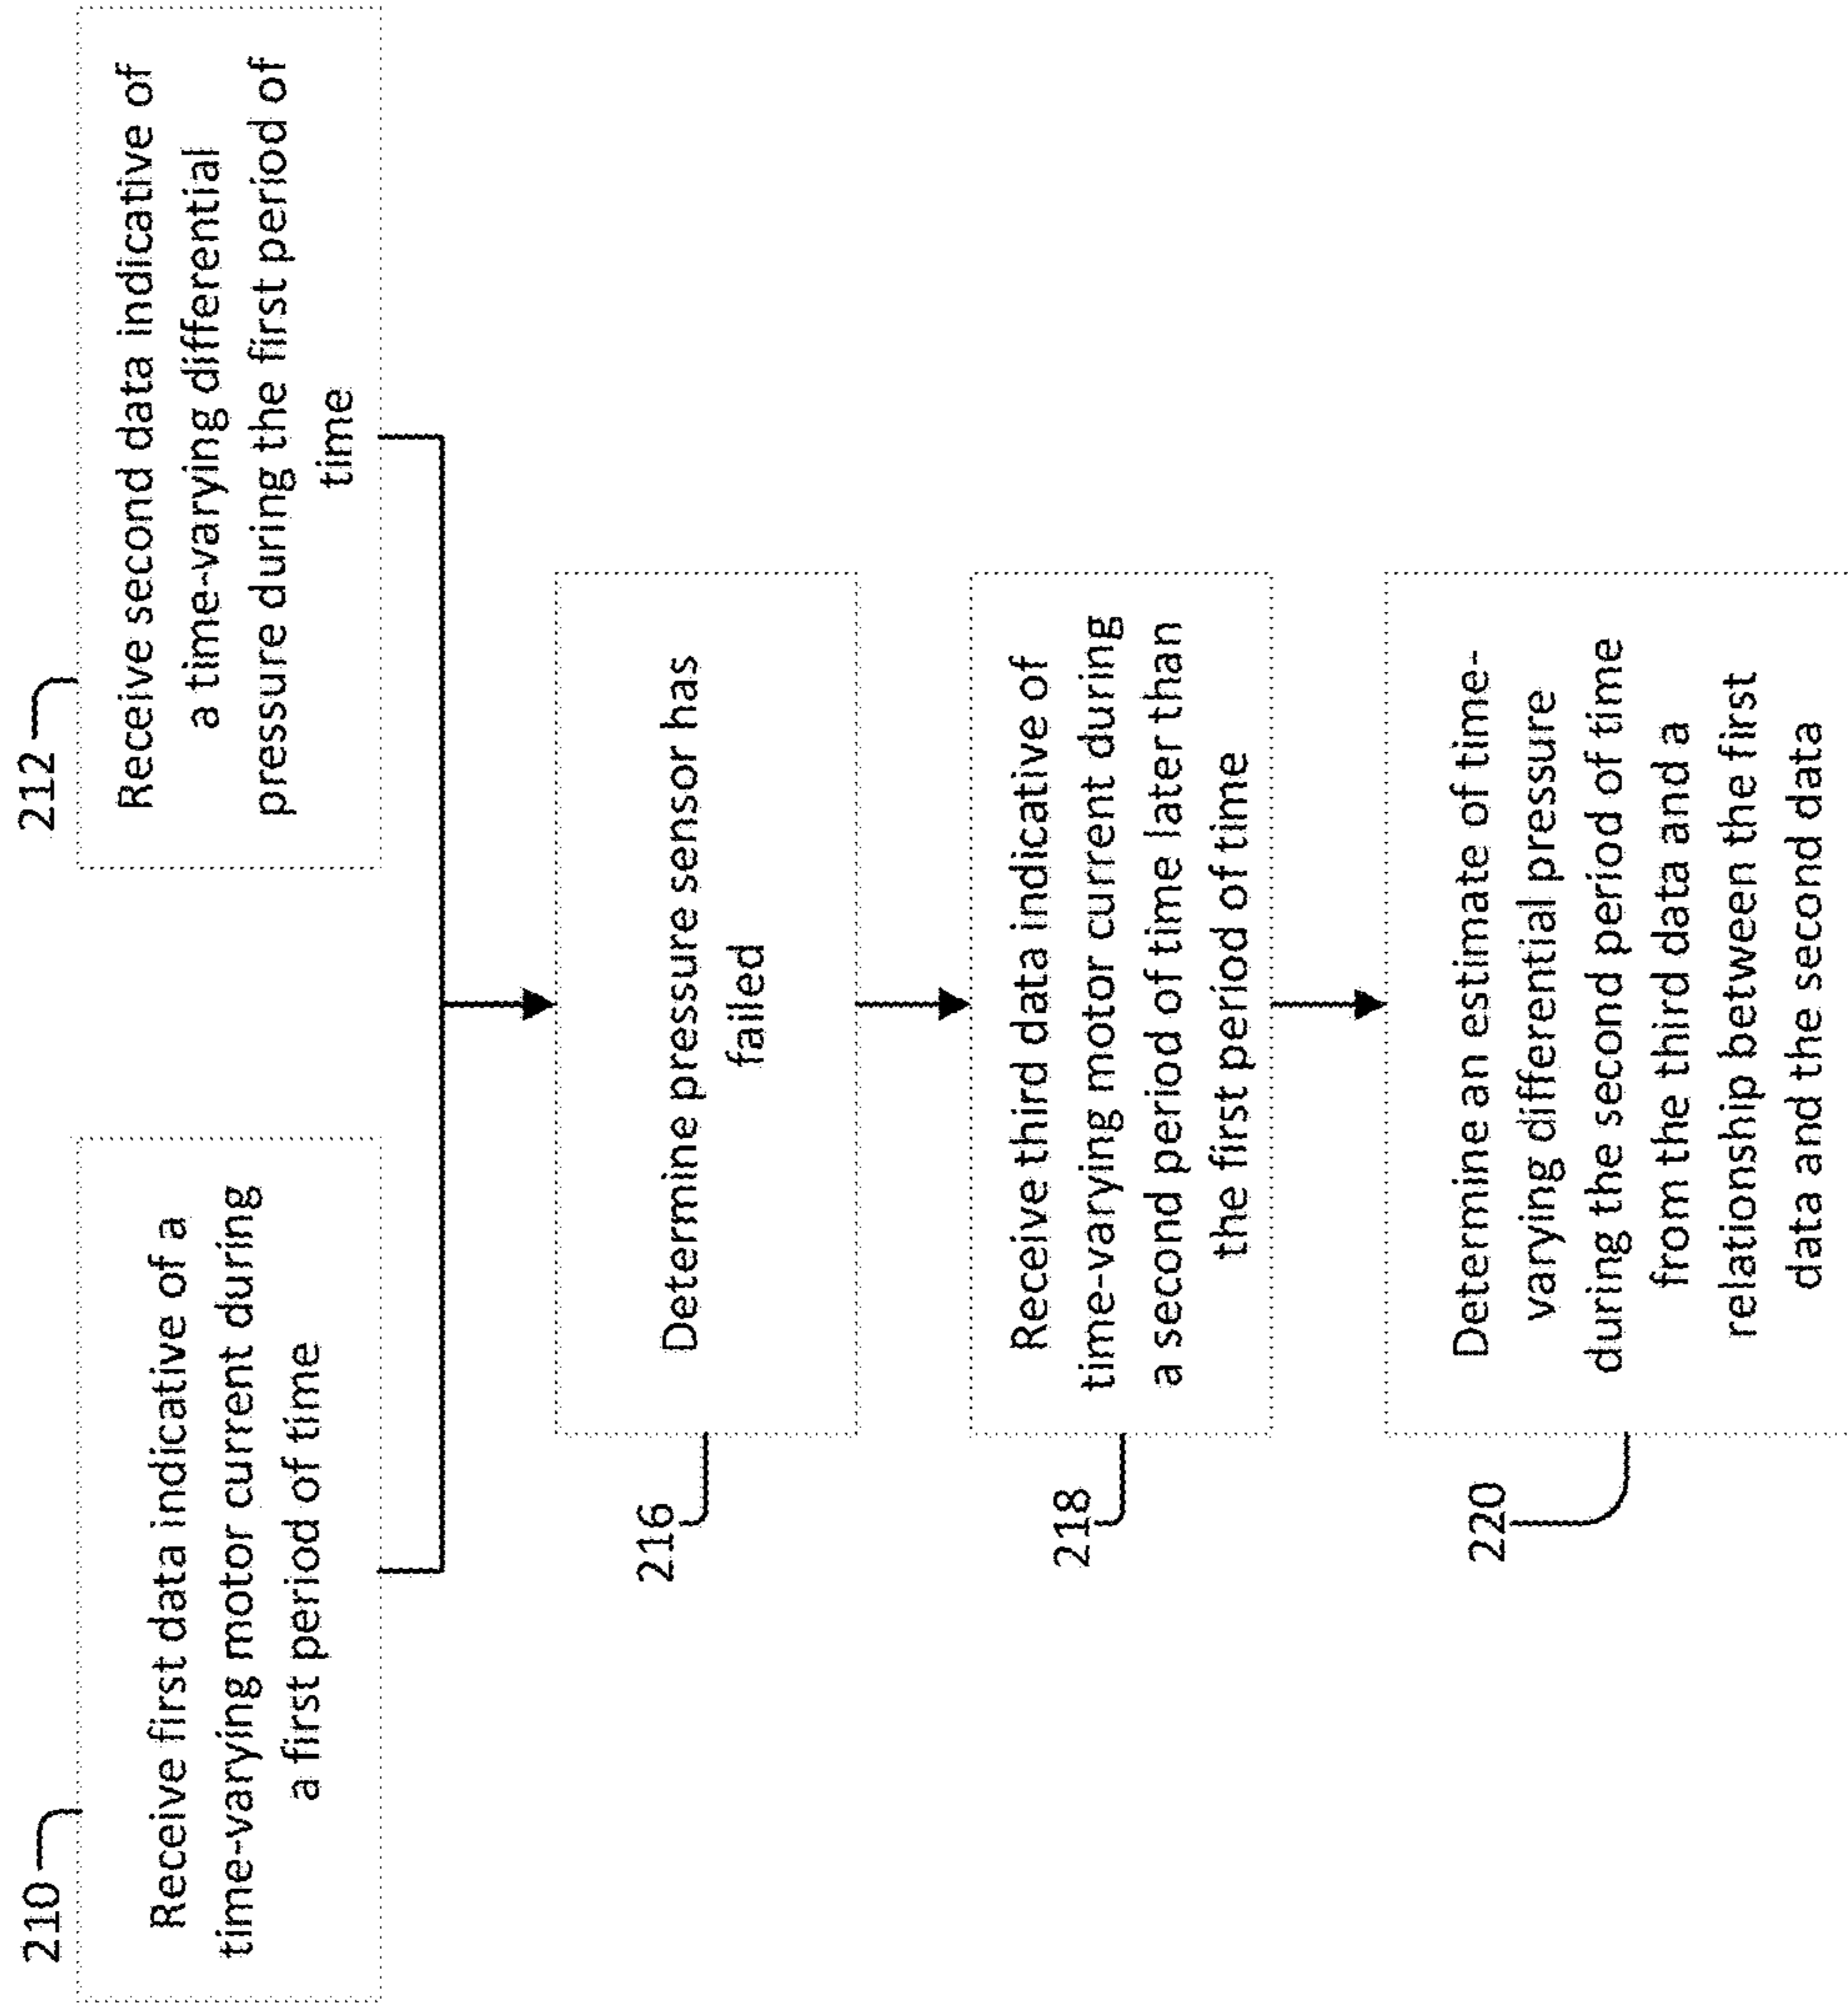 210
Receive first data indicative of a
time-varying motor current during
a first period of time
212
Receive second data indicative of
a time-varying differential
pressure during the first period of
time
216
Determine pressure sensor has
failed
218
Receive third data indicative of
time-varying motor current during
a second period of time later than
the first period of time
220
Determine an estimate of time-
varying differential pressure
during the second period of time
from the third data and a
relationship between the first
data and the second data